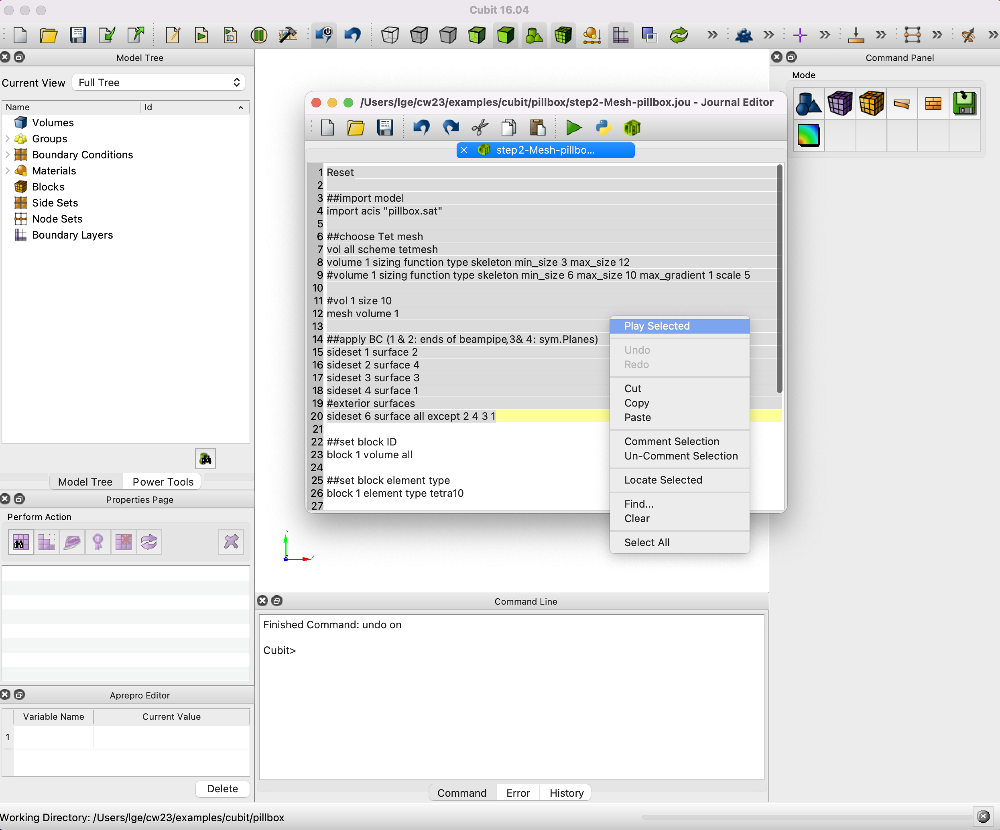 Cubit 16.04
ID
Model Tree
Current View
Full Tree
Name
Id
Volumes
Groups
Boundary Conditions
Materials
Blocks
Side Sets
Node Sets
Boundary Layers
Model Tree
Power Tools
Properties Page
Perform Action
Aprepro Editor
Variable Name
Current Value
1
Delete
/Users/lge/cw23/examples/cubit/pillbox/step2-Mesh-pillbox.jou - Journal Editor
step2-Mesh-pillbo...
1 Reset
2
3 ##import model
4 import acis "pillbox.sat"
5
6 ##choose Tet mesh
7 vol all scheme tetmesh
8 volume 1 sizing function type skeleton min_size 3 max_size 12
9 #volume 1 sizing function type skeleton min_size 6 max_size 10 max_gradient 1 scale 5
10
11 #vol 1 size 10
12 mesh volume 1
13
14 ##apply BC (1 & 2: ends of beampipe,3& 4: sym.Planes)
15 sideset 1 surface 2
16 sideset 2 surface 4
17 sideset 3 surface 3
18 sideset 4 surface 1
19 #exterior surfaces
20 sideset 6 surface all except 2 4 3 1
21
22 ##set block ID
23 block 1 volume all
24
25 ##set block element type
26 block 1 element type tetra10
27
Play Selected
Undo
Redo
Cut
Copy
Paste
Comment Selection
Un-Comment Selection
Locate Selected
Find...
Clear
Select All
Y
Z
X
Command Line
Finished Command: undo on
Cubit>
Command
Error
History
Command Panel
Mode
Working Directory: /Users/lge/cw23/examples/cubit/pillbox